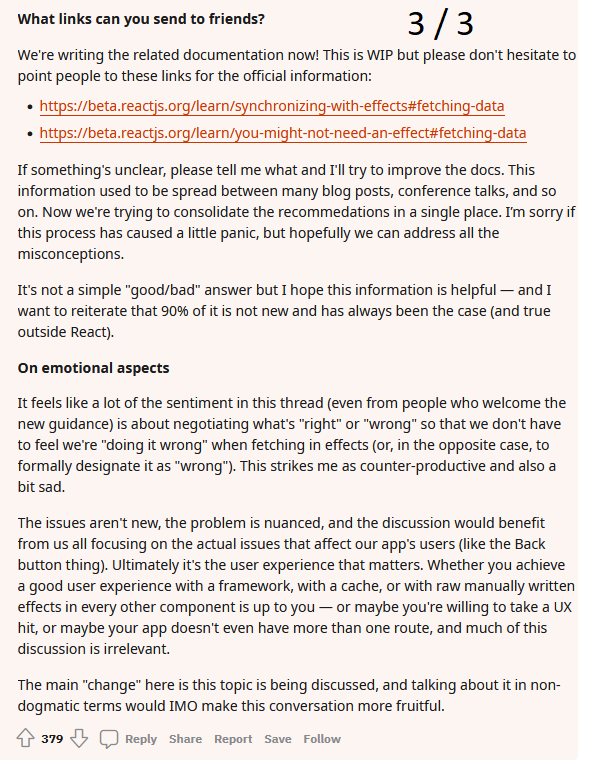 What links can you send to friends?
3 / 3
We're writing the related documentation now! This is WIP but please don't hesitate to
point people to these links for the official information:
• https://beta.reactjs.org/learn/synchronizing-with-effects#fetching-data
• https://beta.reactjs.org/learn/you-might-not-need-an-effect#fetching-data
If something's unclear, please tell me what and I'll try to improve the docs. This
information used to be spread between many blog posts, conference talks, and so
on. Now we're trying to consolidate the recommedations in a single place. I'm sorry if
this process has caused a little panic, but hopefully we can address all the
misconceptions.
It's not a simple "good/bad" answer but I hope this information is helpful — and I
want to reiterate that 90% of it is not new and has always been the case (and true
outside React).
On emotional aspects
It feels like a lot of the sentiment in this thread (even from people who welcome the
new guidance) is about negotiating what's "right" or "wrong" so that we don't have
to feel we're "doing it wrong" when fetching in effects (or, in the opposite case, to
formally designate it as "wrong"). This strikes me as counter-productive and also a
bit sad.
The issues aren't new, the problem is nuanced, and the discussion would benefit
from us all focusing on the actual issues that affect our app's users (like the Back
button thing). Ultimately it's the user experience that matters. Whether you achieve
a good user experience with a framework, with a cache, or with raw manually written
effects in every other component is up to you — or maybe you're willing to take a UX
hit, or maybe your app doesn't even have more than one route, and much of this
discussion is irrelevant.
The main "change" here is this topic is being discussed, and talking about it in non-
dogmatic terms would IMO make this conversation more fruitful.
379 Reply Share Report Save Follow